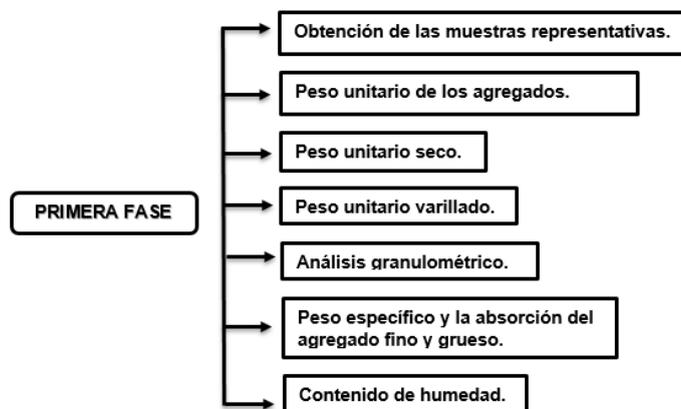 Obtención de las muestras representativas.
Peso unitario de los agregados.
Peso unitario seco.
PRIMERA FASE
Peso unitario varillado.
Análisis granulométrico.
Peso específico y la absorción del
agregado fino y grueso.
Contenido de humedad.